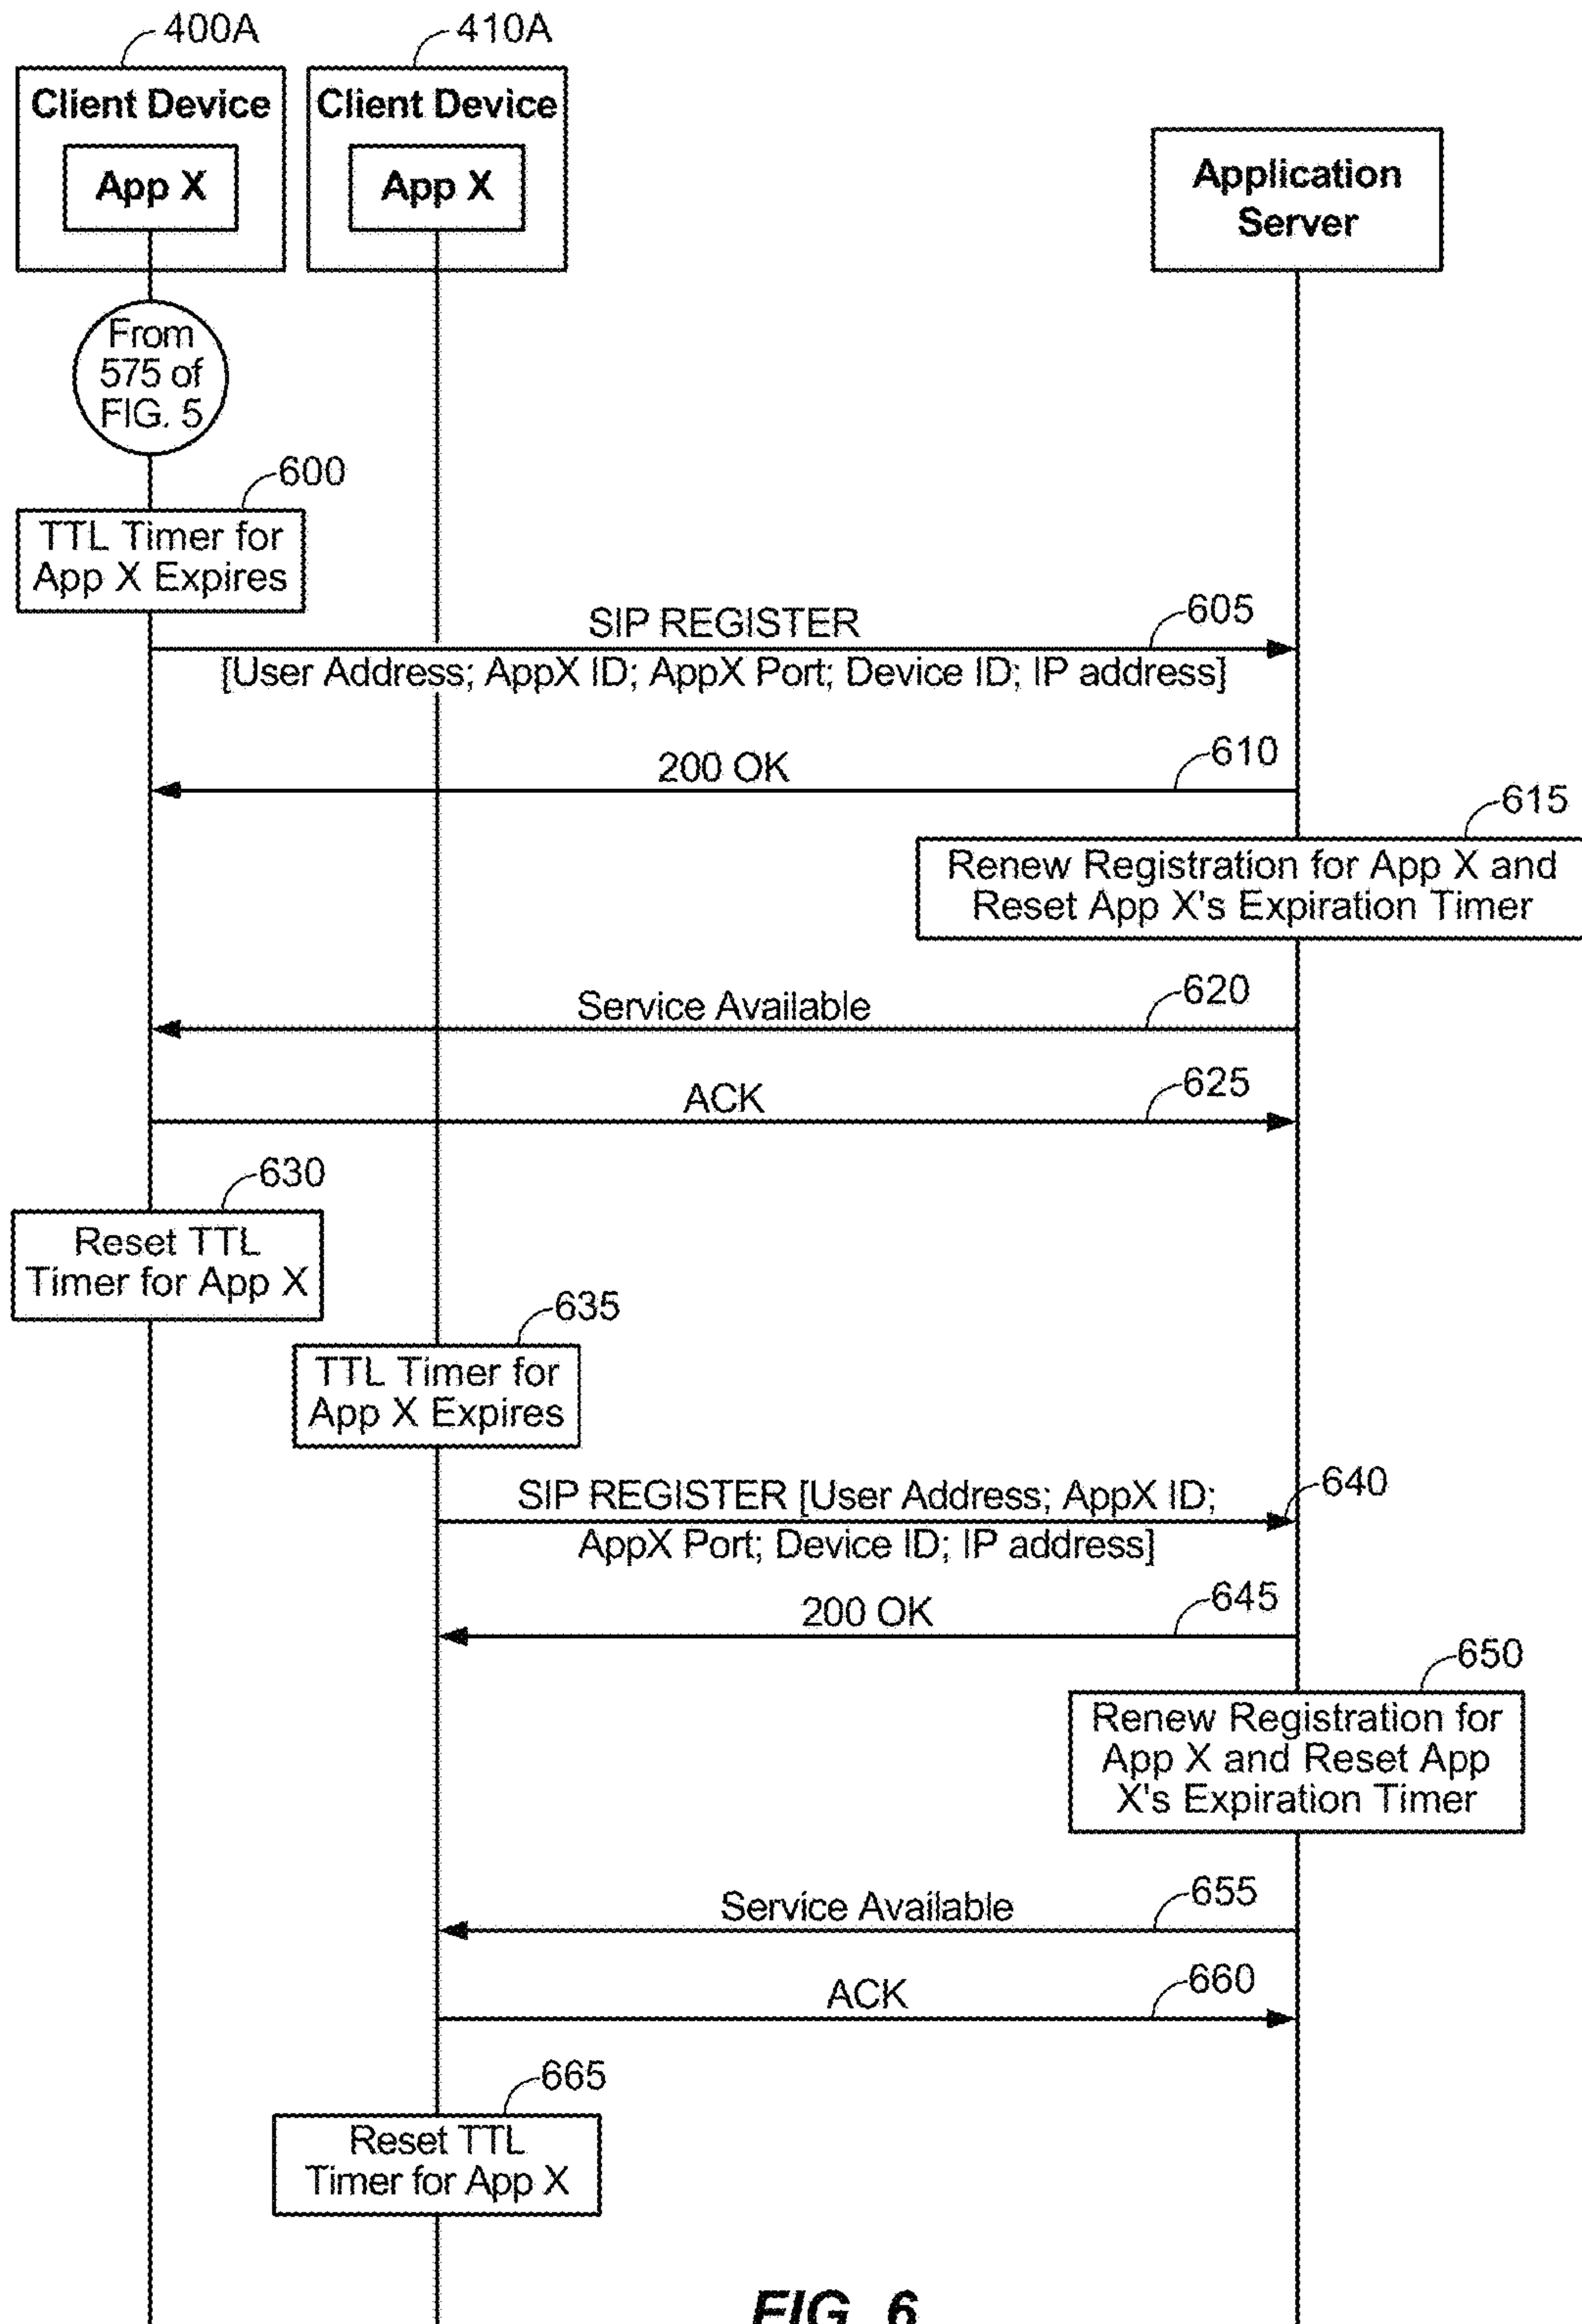 400A
410A
Client Device
Client Device
App X
App X
Application
Server
From
575 of
FIG. 5
600
TTL Timer for
App X Expires
605
SIP REGISTER
[User Address; AppX ID; AppX Port; Device ID; IP address]
610
200 OK
615
Renew Registration for App X and
Reset App X's Expiration Timer
620
Service Available
625
ACK
630
Reset TTL
Timer for App X
635
TTL Timer for
App X Expires
640
SIP REGISTER [User Address; AppX ID;
AppX Port; Device ID; IP address]
645
200 OK
650
Renew Registration for
App X and Reset App
X's Expiration Timer
655
Service Available
660
ACK
665
Reset TTL
Timer for App X
FIG. 6